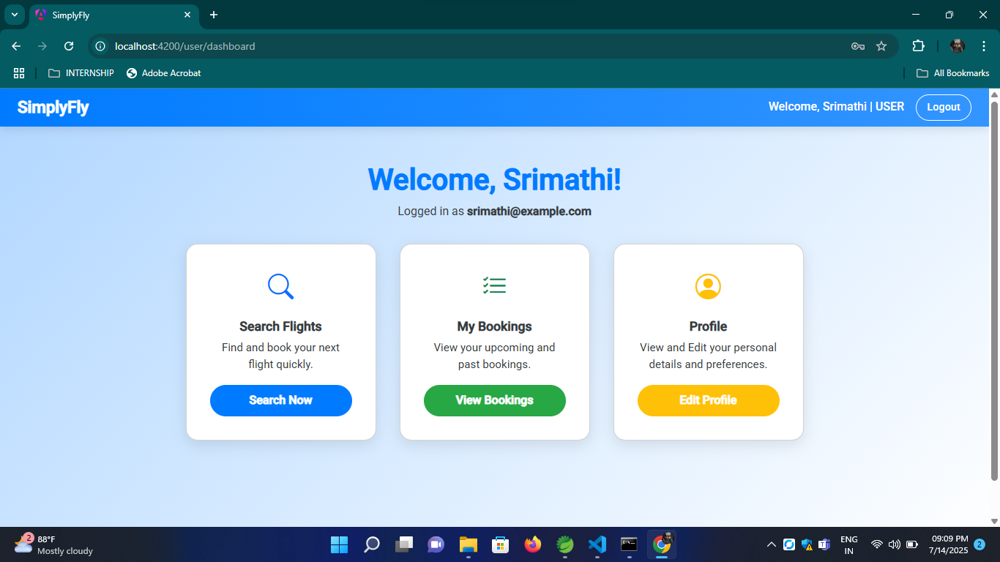 SimplyFly
localhost:4200/user/dashboard
INTERNSHIP
Adobe Acrobat
All Bookmarks
SimplyFly
Welcome, Srimathi | USER
Logout
Welcome, Srimathi!
Logged in as srimathi@example.com
Search Flights
Find and book your next
flight quickly.
Search Now
My Bookings
View your upcoming and
past bookings.
View Bookings
Profile
View and Edit your personal
details and preferences.
Edit Profile
2
88°F
Mostly cloudy
ENG
IN
09:09 PM
7/14/2025
2